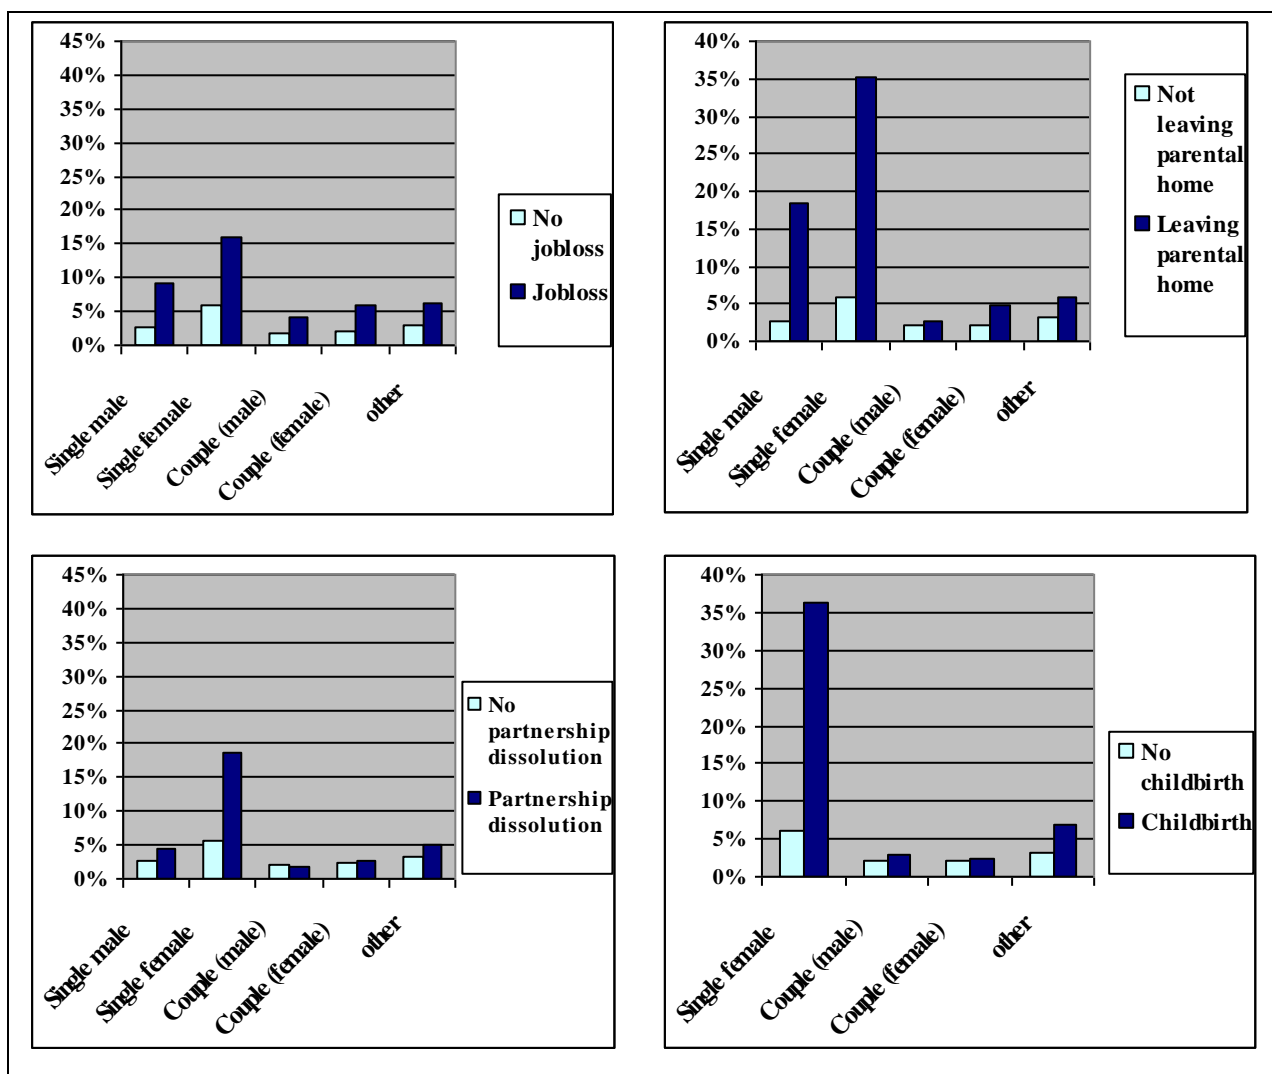 45%
40%
35%
30%
25%
20%
15%
10%
5%
0%
Single male
Single female
Couple (male)
Couple (female)
other
No
jobloss
Jobloss
40%
35%
30%
25%
20%
15%
10%
5%
0%
Single male
Single female
Couple (male)
Couple (female)
other
Not
leaving
parental
home
Leaving
parental
home
45%
40%
35%
30%
25%
20%
15%
10%
5%
0%
Single male
Single female
Couple (male)
Couple (female)
other
No
partnership
dissolution
Partnership
dissolution
40%
35%
30%
25%
20%
15%
10%
5%
0%
Single female
Couple (male)
Couple (female)
other
No
childbirth
Childbirth